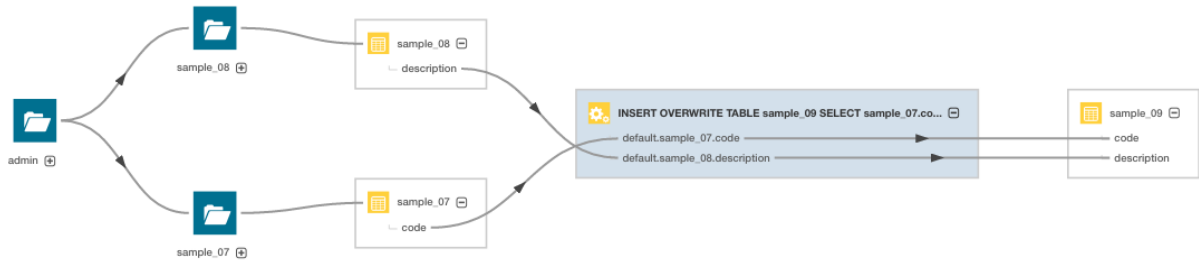 admin
sample_08
sample_07
sample_08
description
sample_07
code
INSERT OVERWRITE TABLE sample_09 SELECT sample_07.co...
default.sample_07.code
default.sample_08.description
sample_09
code
description